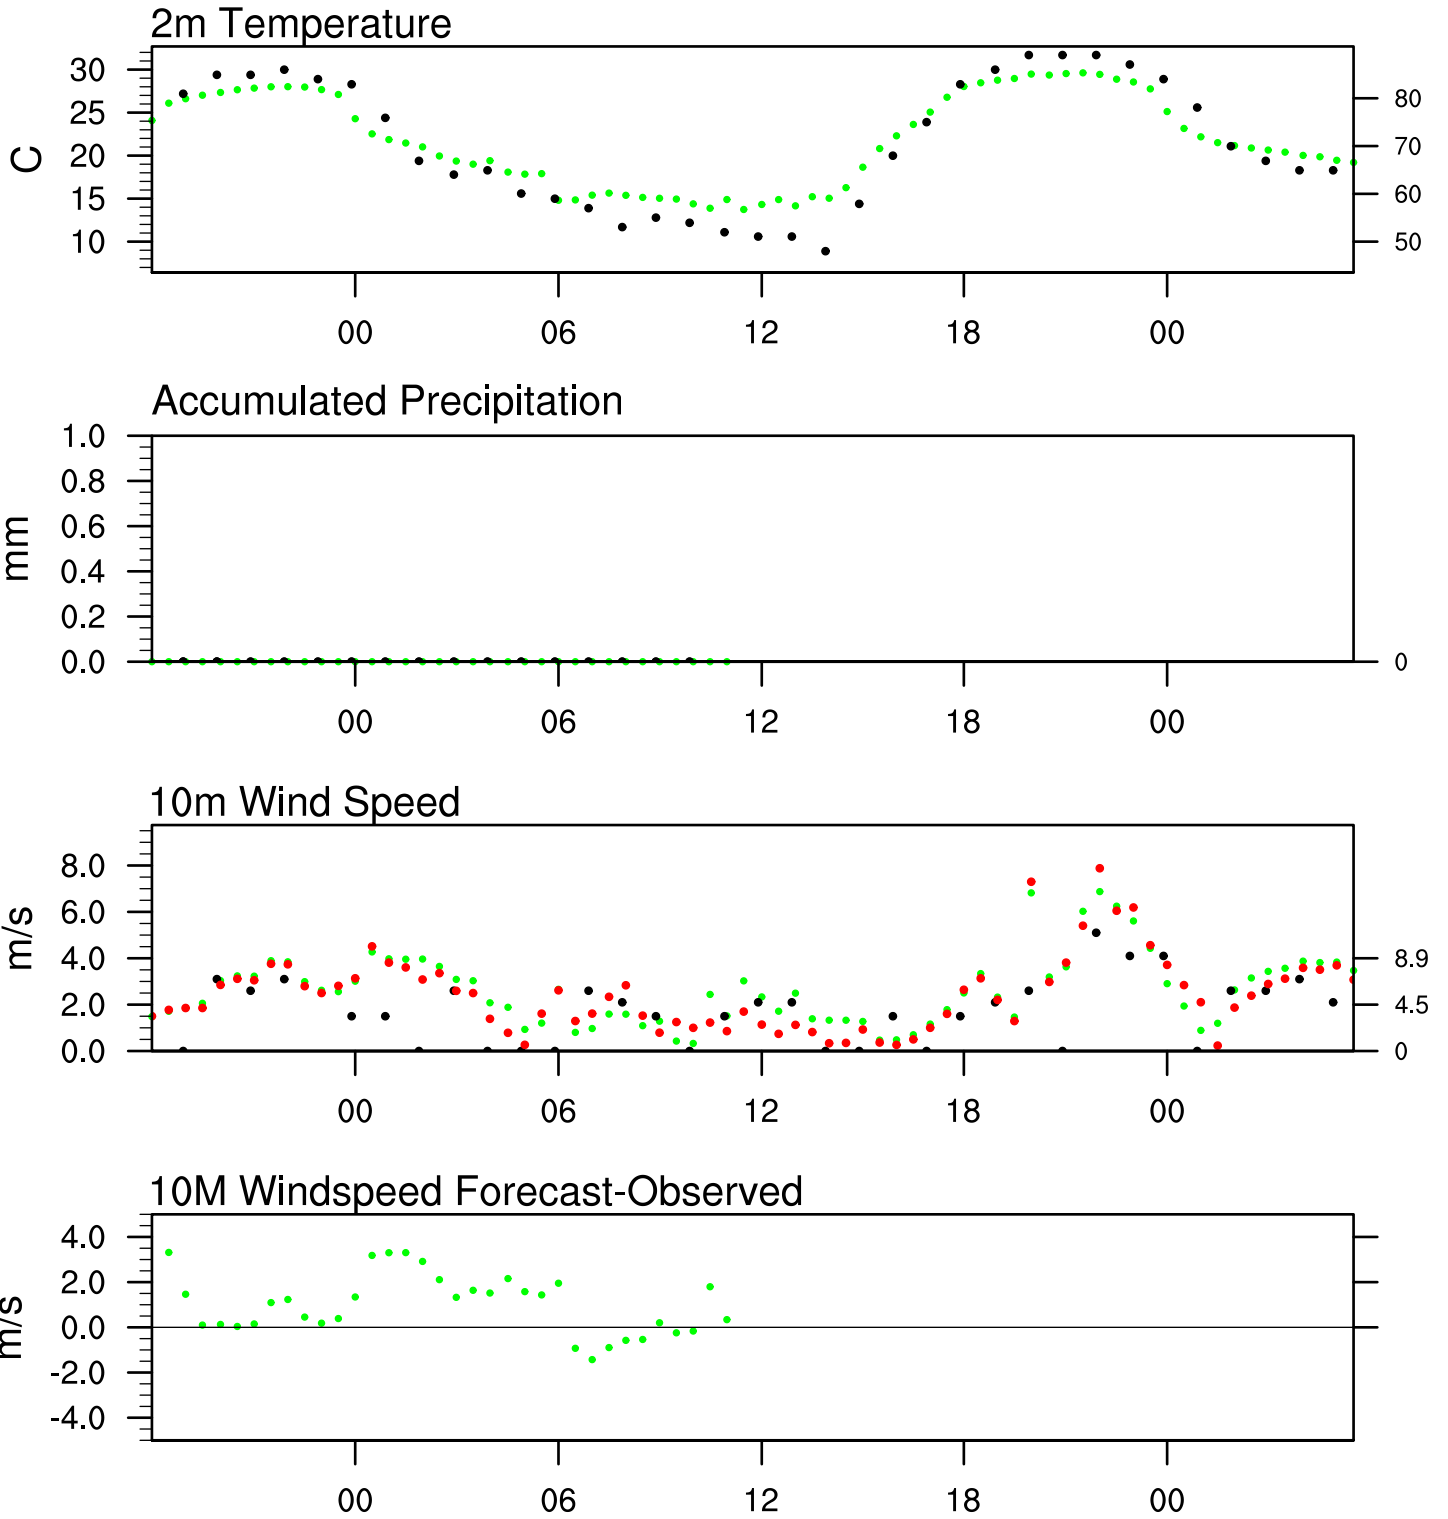 2m Temperature
30
25
20
15
10
C
80
70
60
50
00 06 12 18 00
Accumulated Precipitation
1.0
0.8
0.6
0.4
0.2
0.0
mm
0
00 06 12 18 00
10m Wind Speed
8.0
6.0
4.0
2.0
0.0
m/s
8.9
4.5
0
00 06 12 18 00
10M Windspeed Forecast-Observed
4.0
2.0
0.0
-2.0
-4.0
m/s
00 06 12 18 00